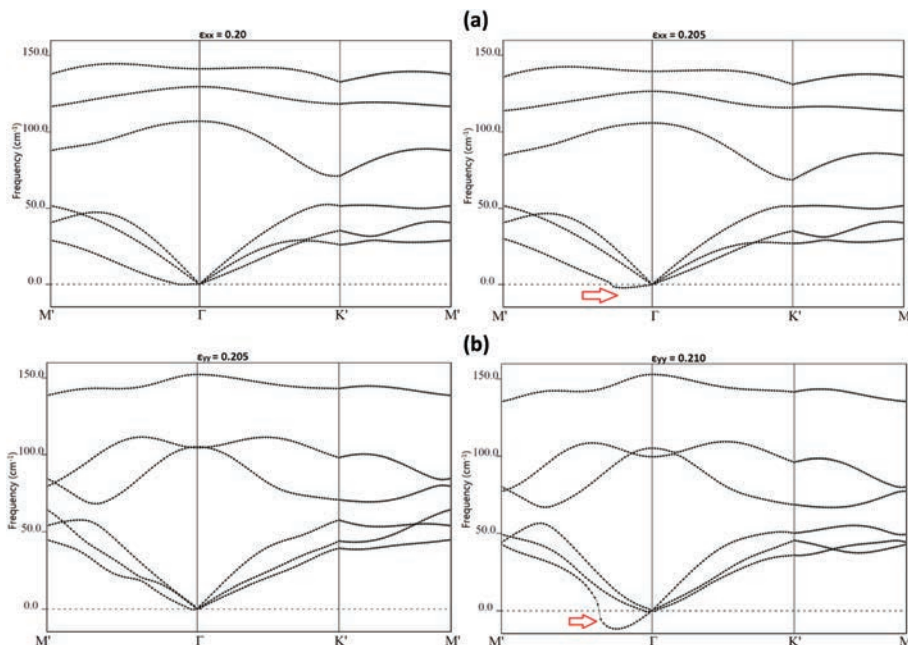 (a)
εxx = 0.20
εxx = 0.205
150.0
100.0
50.0
0.0
Frequency (cm⁻¹)
M' Γ K' M'
150.0
100.0
50.0
0.0
Frequency (cm⁻¹)
M' Γ K' M
(b)
εyy = 0.205
εyy = 0.210
150.0
100.0
50.0
0.0
Frequency (cm⁻¹)
M' Γ K' M'
150.0
100.0
50.0
0.0
Frequency (cm⁻¹)
M' Γ K' M